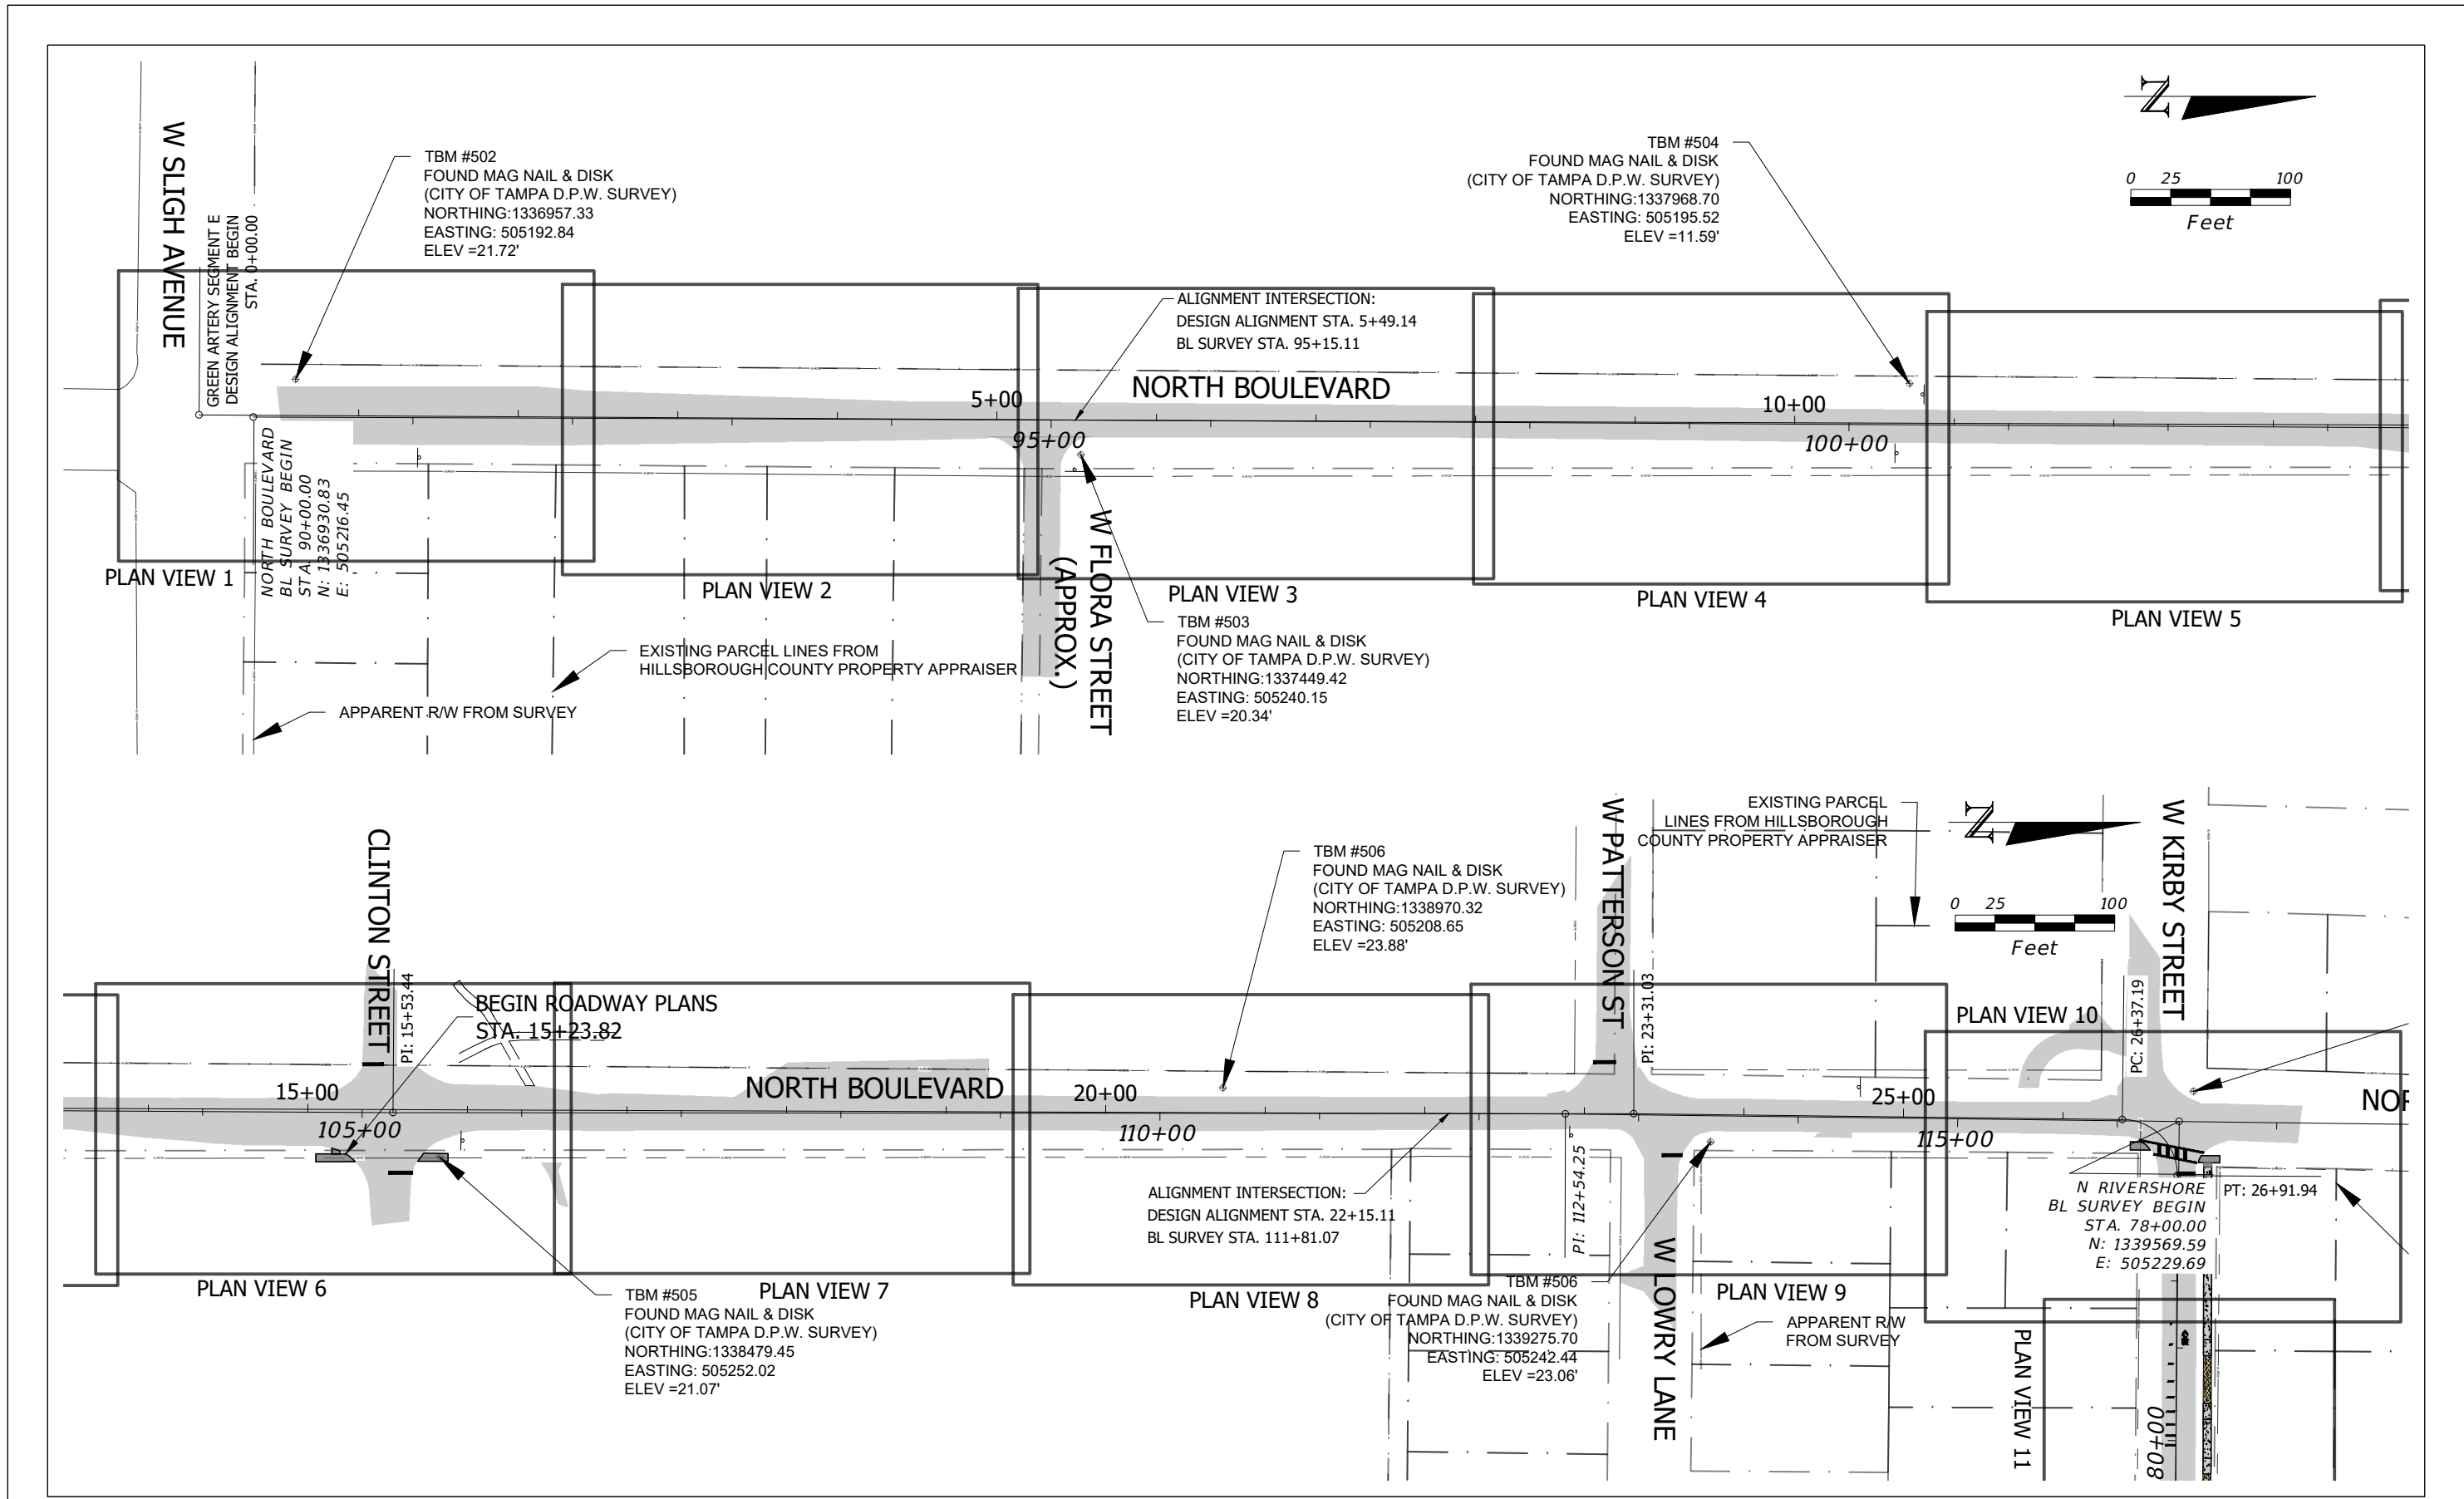 W SLIGH AVENUE
GREEN ARTERY SEGMENT E
DESIGN ALIGNMENT BEGIN
STA. 0+00.00
TBM #502
FOUND MAG NAIL & DISK
(CITY OF TAMPA D.P.W. SURVEY)
NORTHING:1336957.33
EASTING: 505192.84
ELEV =21.72'
TBM #504
FOUND MAG NAIL & DISK
(CITY OF TAMPA D.P.W. SURVEY)
NORTHING:1337968.70
EASTING: 505195.52
ELEV =11.59'
N
0 25 100
Feet
ALIGNMENT INTERSECTION:
DESIGN ALIGNMENT STA. 5+49.14
BL SURVEY STA. 95+15.11
NORTH BOULEVARD
5+00
10+00
95+00
100+00
NORTH BOULEVARD
BL SURVEY BEGIN
STA. 90+00.00
N: 1336930.83
E: 505216.45
PLAN VIEW 1
PLAN VIEW 2
PLAN VIEW 3
PLAN VIEW 4
PLAN VIEW 5
W FLORA STREET
(APPROX.)
TBM #503
FOUND MAG NAIL & DISK
(CITY OF TAMPA D.P.W. SURVEY)
NORTHING:1337449.42
EASTING: 505240.15
ELEV =20.34'
EXISTING PARCEL LINES FROM
HILLSBOROUGH COUNTY PROPERTY APPRAISER
APPARENT R/W FROM SURVEY
CLINTON STREET
PI: 15+53.44
BEGIN ROADWAY PLANS
STA. 15+23.82
TBM #506
FOUND MAG NAIL & DISK
(CITY OF TAMPA D.P.W. SURVEY)
NORTHING:1338970.32
EASTING: 505208.65
ELEV =23.88'
W PATTERSON ST
PI: 23+31.03
EXISTING PARCEL
LINES FROM HILLSBOROUGH
COUNTY PROPERTY APPRAISER
N
0 25 100
Feet
W KIRBY STREET
PC: 26+37.19
PLAN VIEW 10
15+00
NORTH BOULEVARD
20+00
25+00
NOR
105+00
110+00
115+00
ALIGNMENT INTERSECTION:
DESIGN ALIGNMENT STA. 22+15.11
BL SURVEY STA. 111+81.07
PI: 112+54.25
N RIVERSHORE
BL SURVEY BEGIN
STA. 78+00.00
N: 1339569.59
E: 505229.69
PT: 26+91.94
PLAN VIEW 6
PLAN VIEW 7
PLAN VIEW 8
PLAN VIEW 9
TBM #505
FOUND MAG NAIL & DISK
(CITY OF TAMPA D.P.W. SURVEY)
NORTHING:1338479.45
EASTING: 505252.02
ELEV =21.07'
TBM #506
FOUND MAG NAIL & DISK
(CITY OF TAMPA D.P.W. SURVEY)
NORTHING:1339275.70
EASTING: 505242.44
ELEV =23.06'
W LOWRY LANE
APPARENT R/W
FROM SURVEY
PLAN VIEW 11
80+00